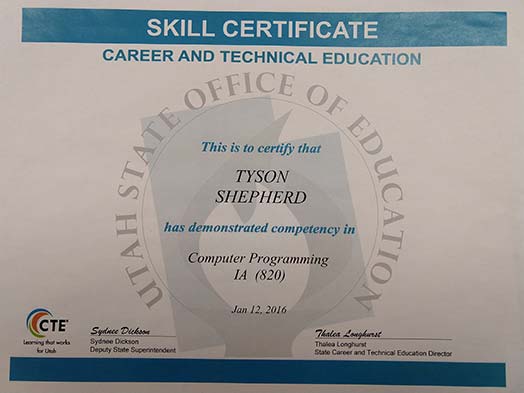 SKILL CERTIFICATE
CAREER AND TECHNICAL EDUCATION
UTAH STATE OFFICE OF EDUCATION
This is to certify that
TYSON
SHEPHERD
has demonstrated competency in
Computer Programming
IA (820)
Jan 12, 2016
CTE
Learning that works
for Utah
Sydnee Dickson
Sydnee Dickson
Deputy State Superintendent
Thalea Longhurst
Thalea Longhurst
State Career and Technical Education Director